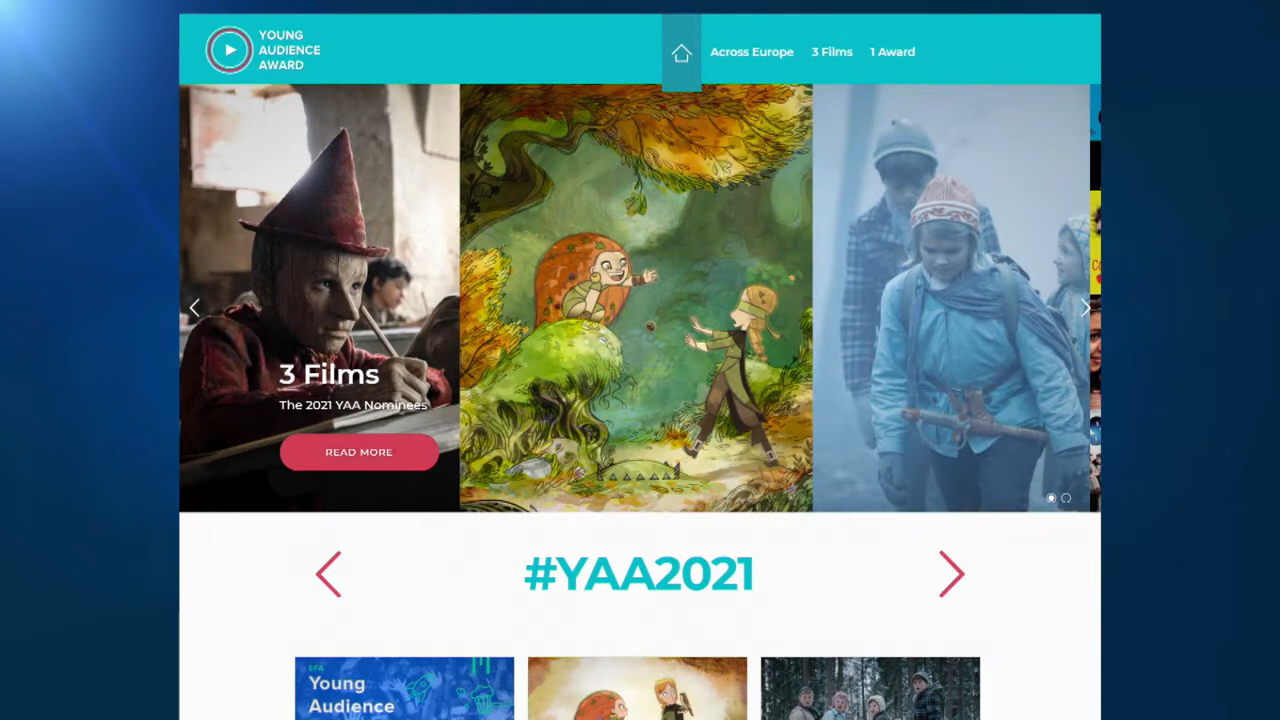 YOUNG
AUDIENCE
AWARD
Across Europe
3 Films
1 Award
3 Films
The 2021 YAA Nominees
READ MORE
#YAA2021
EFA
Young
Audience